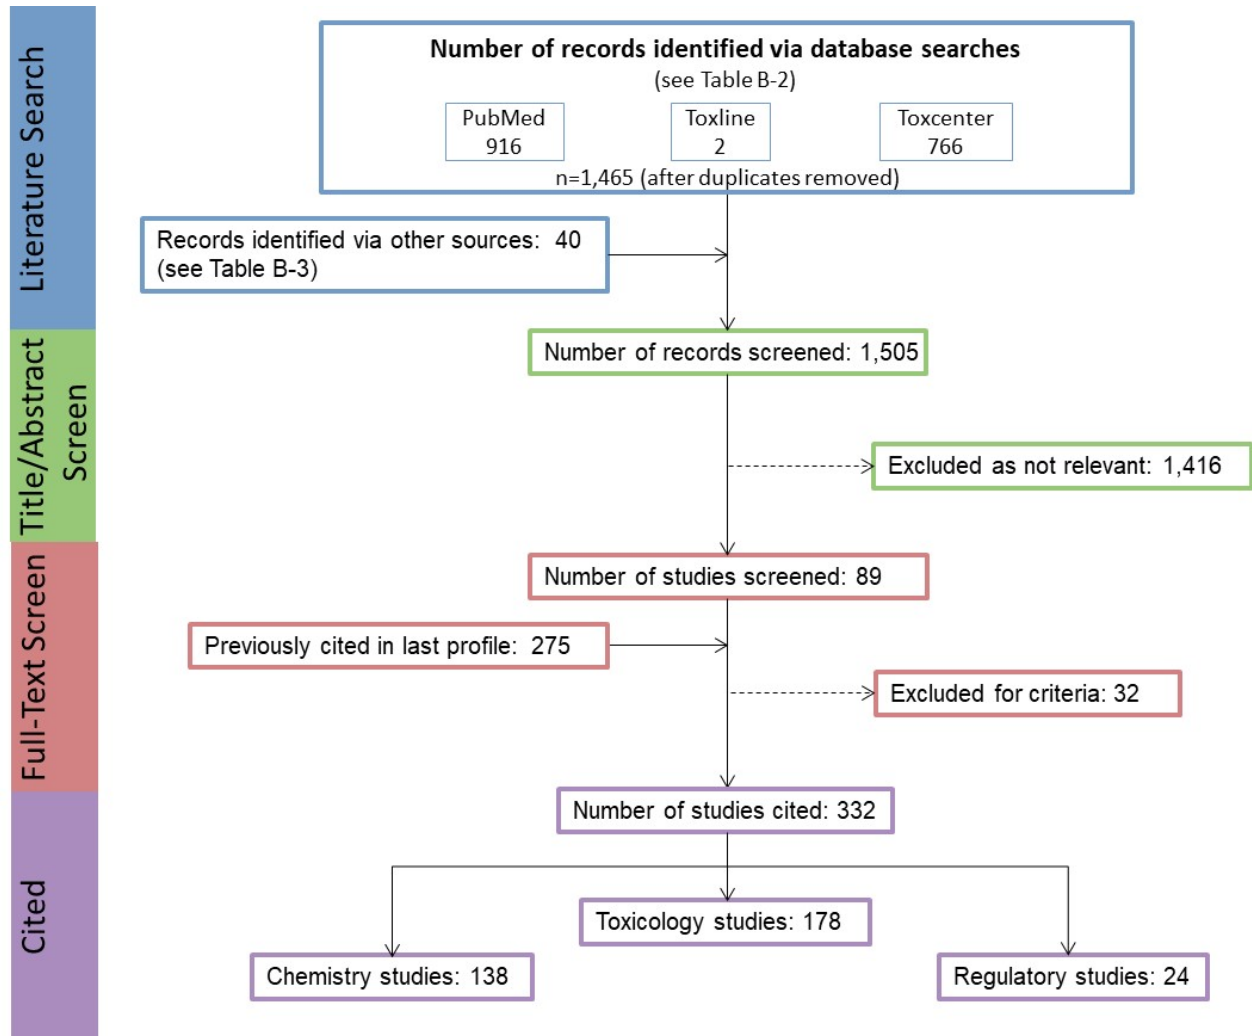 Literature Search
Number of records identified via database searches
(see Table B-2)
PubMed
916
Toxline
2
Toxcenter
766
n=1,465 (after duplicates removed)
Records identified via other sources: 40
(see Table B-3)
Title/Abstract
Screen
Number of records screened: 1,505
Excluded as not relevant: 1,416
Full-Text Screen
Number of studies screened: 89
Previously cited in last profile: 275
Excluded for criteria: 32
Cited
Number of studies cited: 332
Toxicology studies: 178
Chemistry studies: 138
Regulatory studies: 24